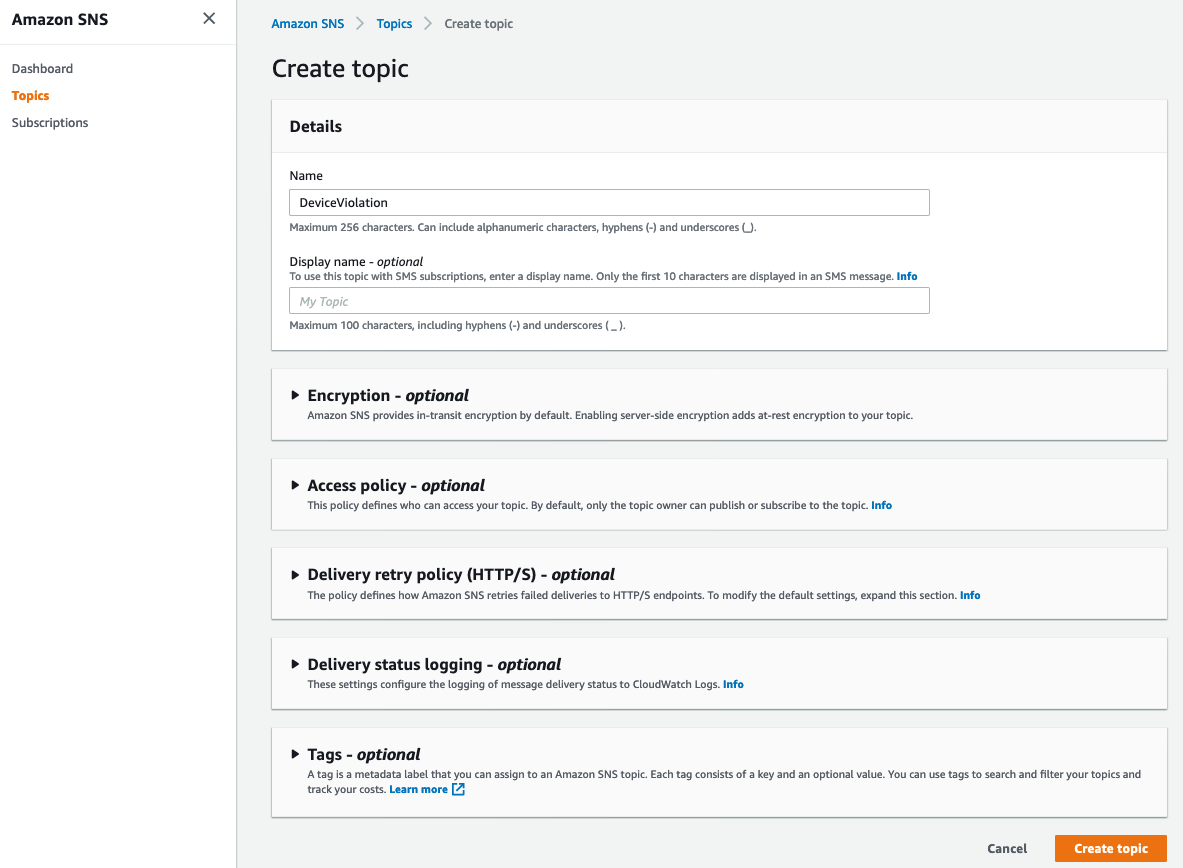 Amazon SNS
Dashboard
Topics
Subscriptions
Amazon SNS > Topics > Create topic
Create topic
Details
Name
DeviceViolation
Maximum 256 characters. Can include alphanumeric characters, hyphens (-) and underscores (_).
Display name - optional
To use this topic with SMS subscriptions, enter a display name. Only the first 10 characters are displayed in an SMS message. Info
My Topic
Maximum 100 characters, including hyphens (-) and underscores ( _ ).
Encryption - optional
Amazon SNS provides in-transit encryption by default. Enabling server-side encryption adds at-rest encryption to your topic.
Access policy - optional
This policy defines who can access your topic. By default, only the topic owner can publish or subscribe to the topic. Info
Delivery retry policy (HTTP/S) - optional
The policy defines how Amazon SNS retries failed deliveries to HTTP/S endpoints. To modify the default settings, expand this section. Info
Delivery status logging - optional
These settings configure the logging of message delivery status to CloudWatch Logs. Info
Tags - optional
A tag is a metadata label that you can assign to an Amazon SNS topic. Each tag consists of a key and an optional value. You can use tags to search and filter your topics and
track your costs. Learn more
Cancel
Create topic